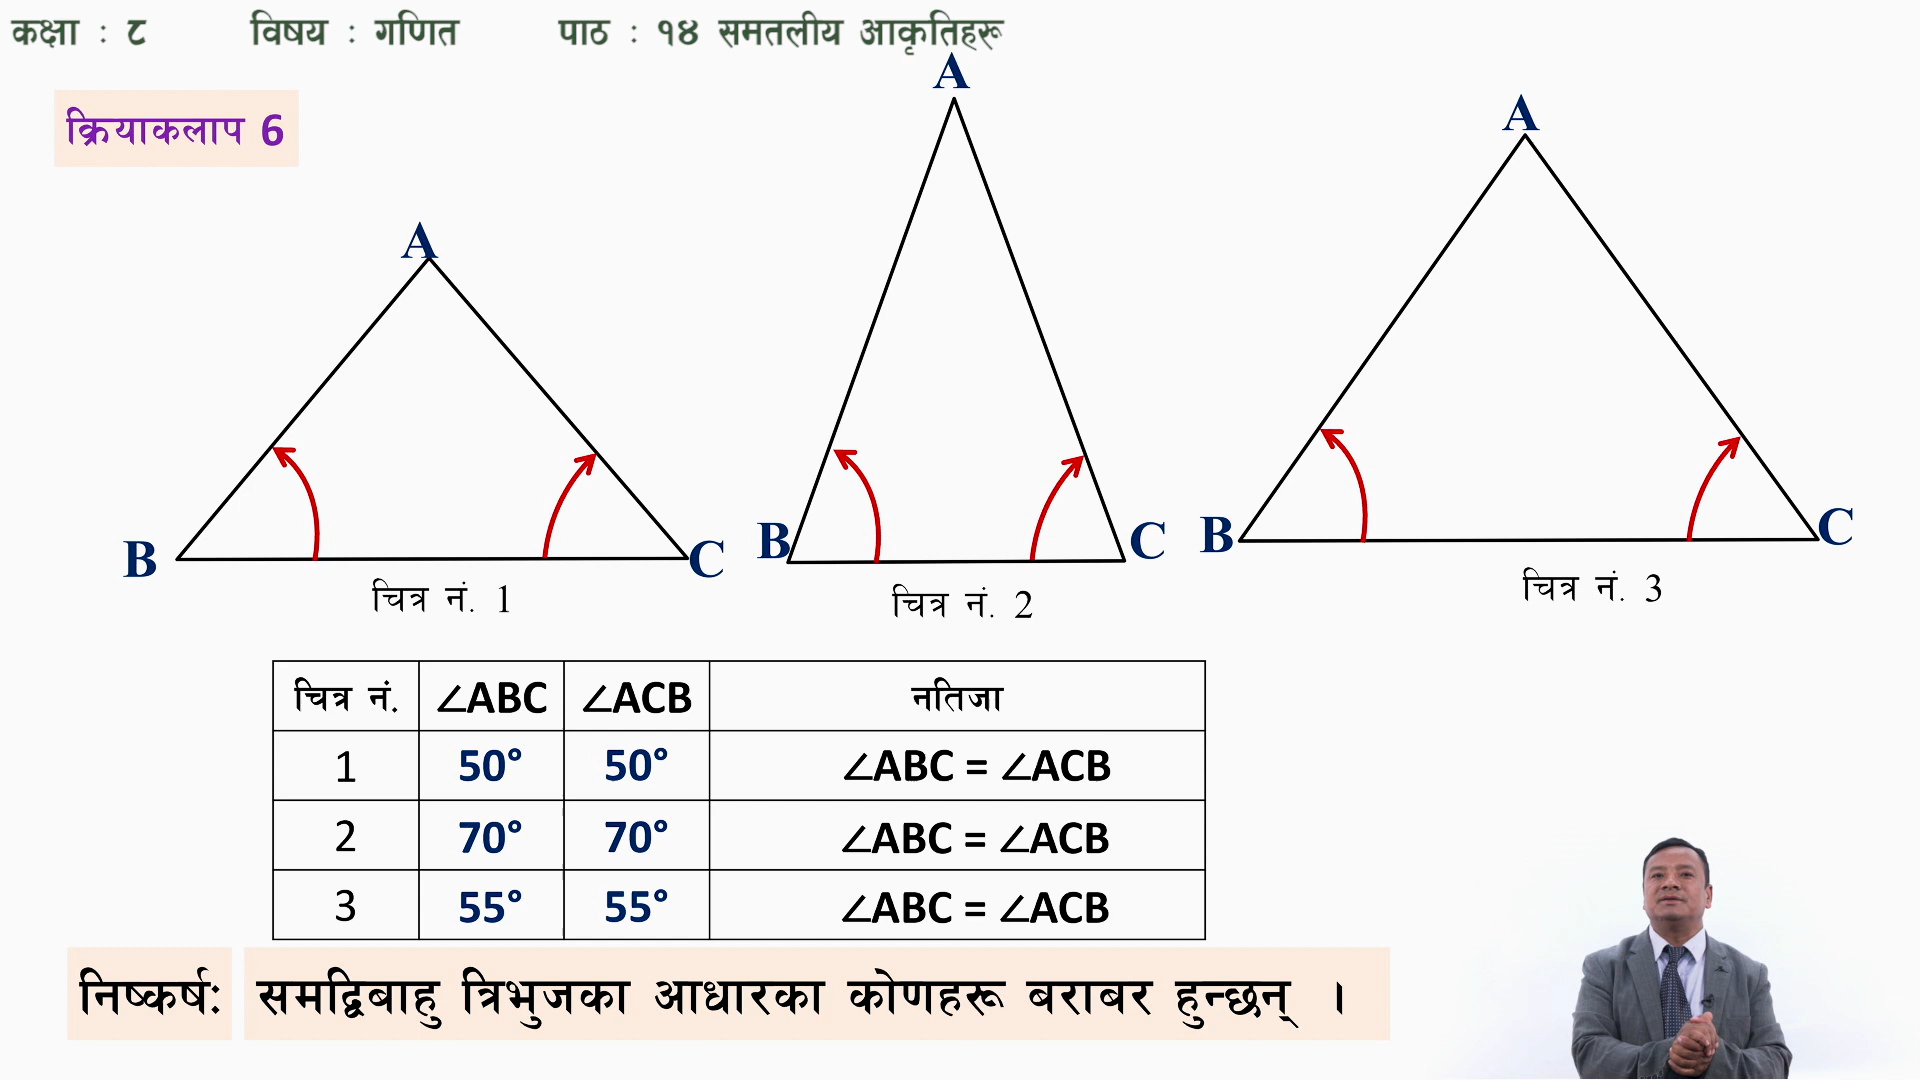 कक्षा : ८ विषय : गणित पाठ : १४ समतलीय आकृतिहरू
क्रियाकलाप 6
A
B
C
चित्र नं. 1
A
B
C
चित्र नं. 2
A
B
C
चित्र नं. 3
चित्र नं. ∠ABC ∠ACB नतिजा
1 50° 50° ∠ABC = ∠ACB
2 70° 70° ∠ABC = ∠ACB
3 55° 55° ∠ABC = ∠ACB
निष्कर्ष: समद्विबाहु त्रिभुजका आधारका कोणहरू बराबर हुन्छन् ।